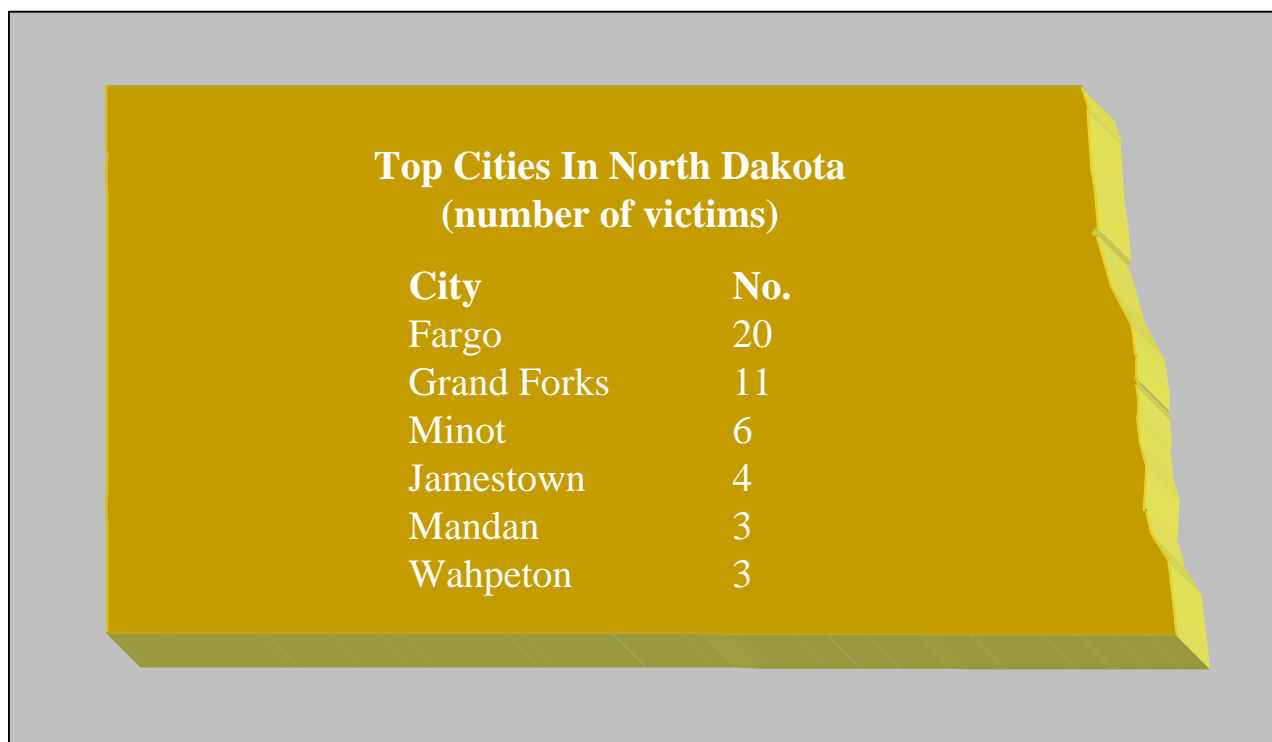 Top Cities In North Dakota
(number of victims)
City No.
Fargo 20
Grand Forks 11
Minot 6
Jamestown 4
Mandan 3
Wahpeton 3